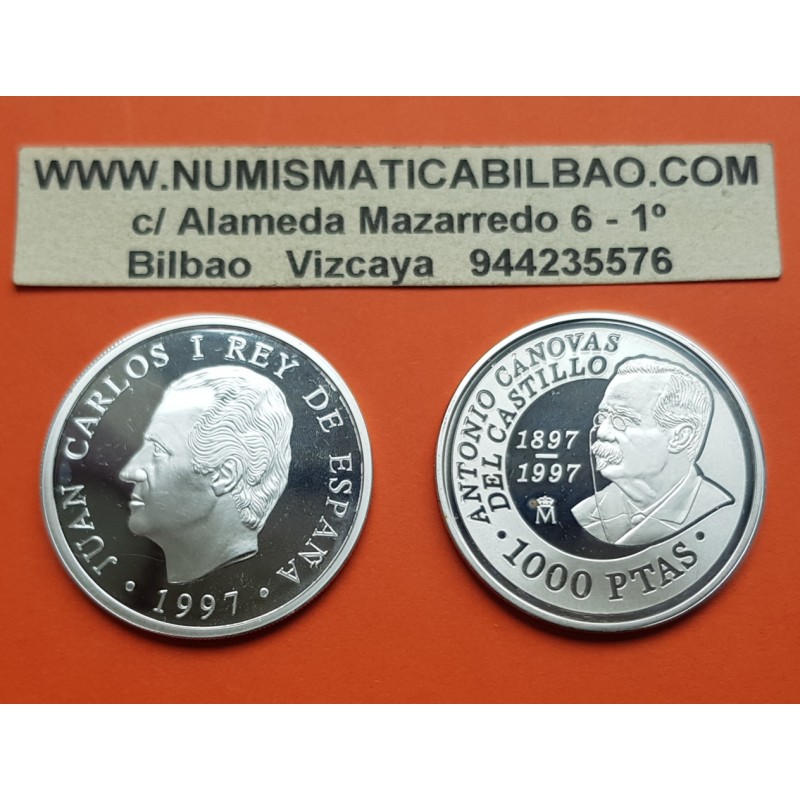 WWW.NUMISMATICABILBAO.COM
c/ Alameda Mazarredo 6 - 1º
Bilbao Vizcaya 944235576
JUAN CARLOS I REY DE ESPAÑA
• 1997 •
ANTONIO CÁNOVAS
DEL CASTILLO
1897
1997
M
• 1000 PTAS •